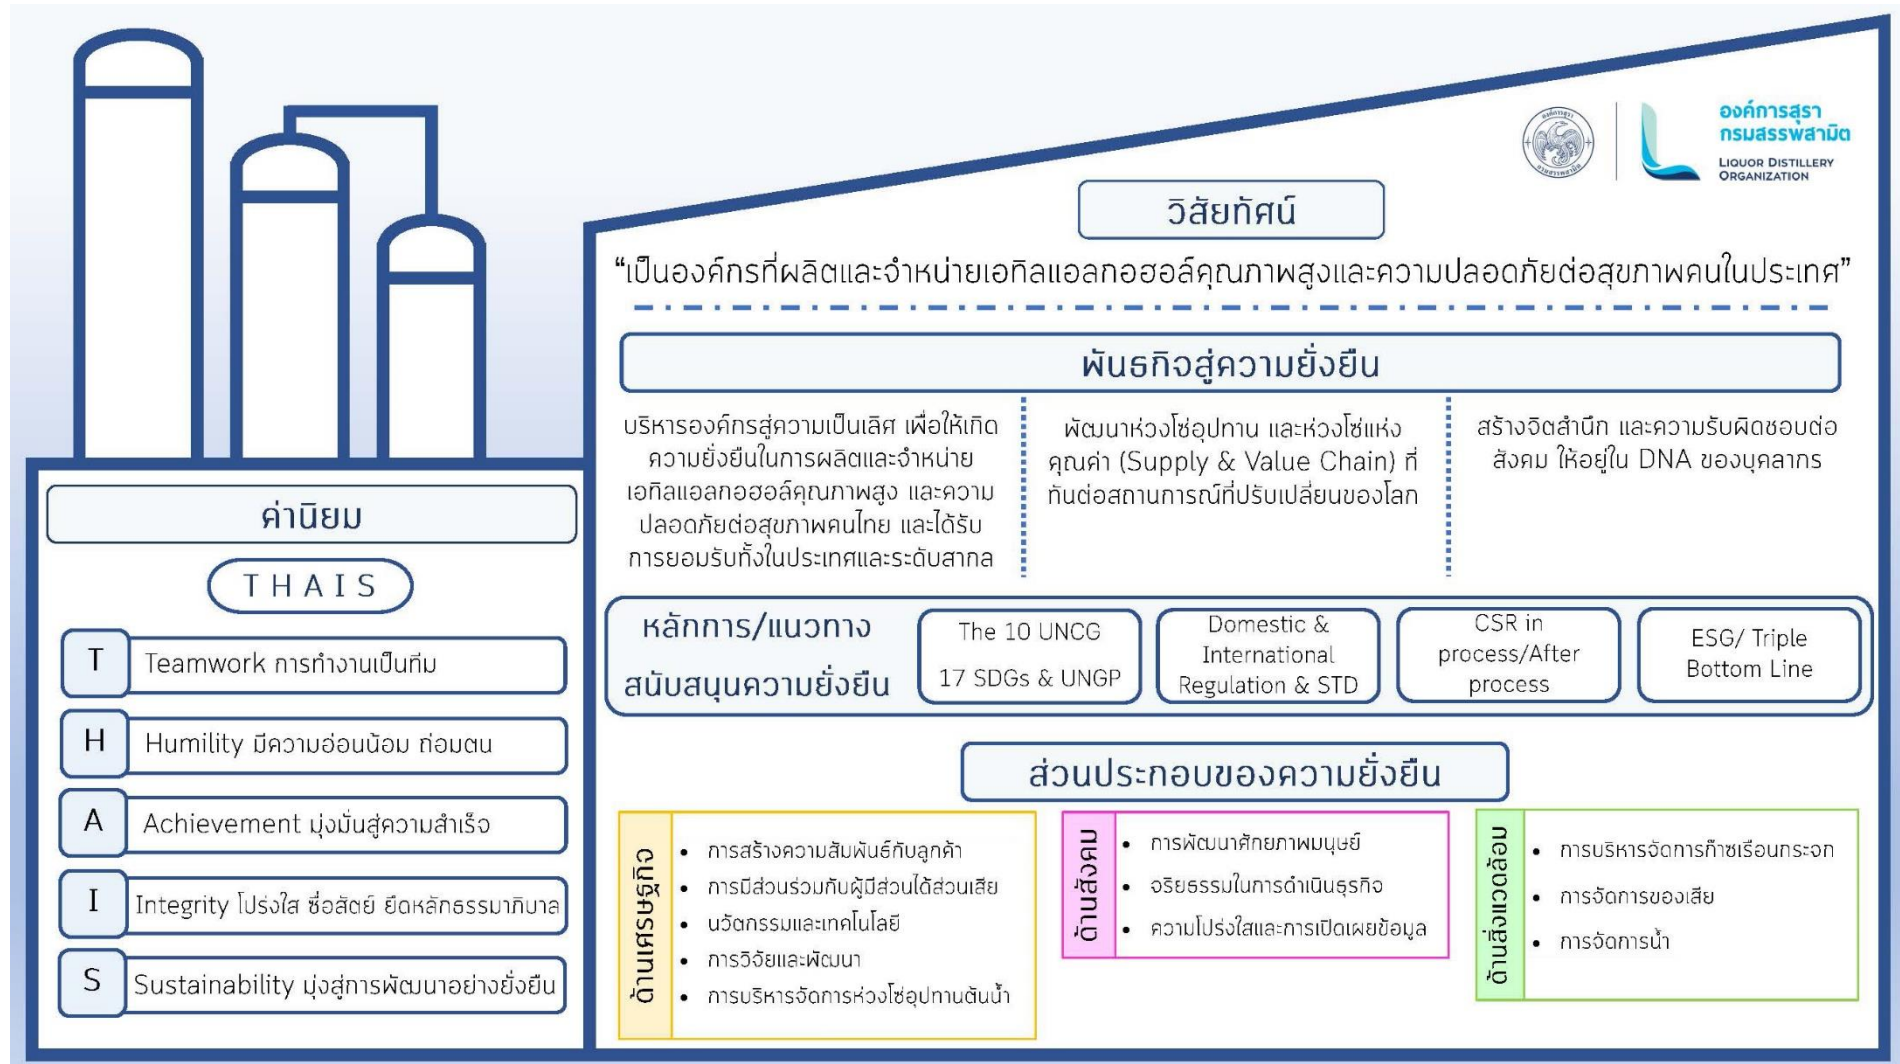 องค์การสุรา
กรมสรรพสามิต
LIQUOR DISTILLERY
ORGANIZATION
วิสัยทัศน์
“เป็นองค์กรที่ผลิตและจำหน่ายเอทิลแอลกอฮอล์คุณภาพสูงและความปลอดภัยต่อสุขภาพคนในประเทศ”
พันธกิจสู่ความยั่งยืน
บริหารองค์กรสู่ความเป็นเลิศ เพื่อให้เกิด
ความยั่งยืนในการผลิตและจำหน่าย
เอทิลแอลกอฮอล์คุณภาพสูง และความ
ปลอดภัยต่อสุขภาพคนไทย และได้รับ
การยอมรับทั้งในประเทศและระดับสากล
พัฒนาห่วงโซ่อุปทาน และห่วงโซ่แห่ง
คุณค่า (Supply & Value Chain) ที่
ทันต่อสถานการณ์ที่ปรับเปลี่ยนของโลก
สร้างจิตสำนึก และความรับผิดชอบต่อ
สังคม ให้อยู่ใน DNA ของบุคลากร
หลักการ/แนวทาง
สนับสนุนความยั่งยืน
The 10 UNCG
17 SDGs & UNGP
Domestic &
International
Regulation & STD
CSR in
process/After
process
ESG/ Triple
Bottom Line
ส่วนประกอบของความยั่งยืน
ด้านเศรษฐกิจ
• การสร้างความสัมพันธ์กับลูกค้า
• การมีส่วนร่วมกับผู้มีส่วนได้ส่วนเสีย
• นวัตกรรมและเทคโนโลยี
• การวิจัยและพัฒนา
• การบริหารจัดการห่วงโซ่อุปทานต้นน้ำ
ด้านสังคม
• การพัฒนาศักยภาพมนุษย์
• จริยธรรมในการดำเนินธุรกิจ
• ความโปร่งใสและการเปิดเผยข้อมูล
ด้านสิ่งแวดล้อม
• การบริหารจัดการก๊าซเรือนกระจก
• การจัดการของเสีย
• การจัดการน้ำ
ค่านิยม
T H A I S
T
Teamwork การทำงานเป็นทีม
H
Humility มีความอ่อนน้อม ถ่อมตน
A
Achievement มุ่งมั่นสู่ความสำเร็จ
I
Integrity โปร่งใส ซื่อสัตย์ ยึดหลักธรรมาภิบาล
S
Sustainability มุ่งสู่การพัฒนาอย่างยั่งยืน